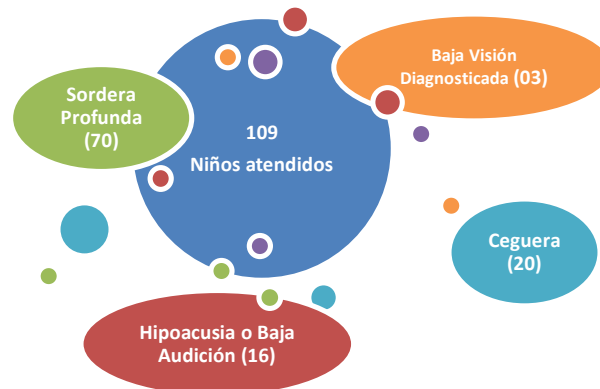 Baja Visión
Diagnosticada (03)
Sordera
Profunda
(70)
109
Niños atendidos
Ceguera
(20)
Hipoacusia o Baja
Audición (16)